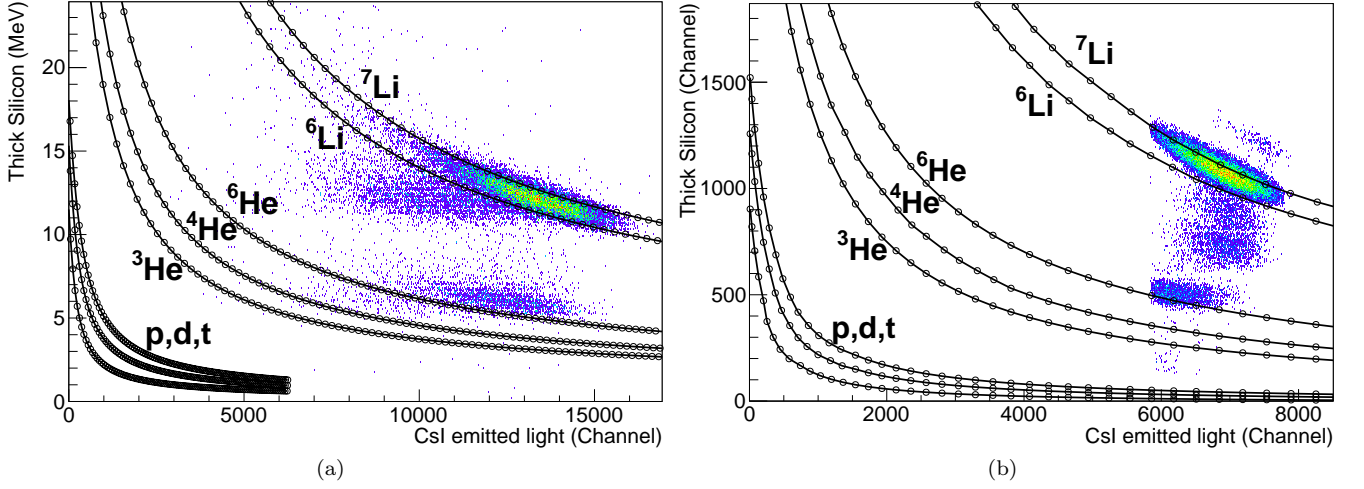 Thick Silicon (MeV)
20
15
10
5
0
⁷Li
⁶Li
⁶He
⁴He
³He
p,d,t
0 5000 10000 15000
CsI emitted light (Channel)
(a)
Thick Silicon (Channel)
1500
1000
500
0
⁷Li
⁶Li
⁶He
⁴He
³He
p,d,t
0 2000 4000 6000 8000
CsI emitted light (Channel)
(b)